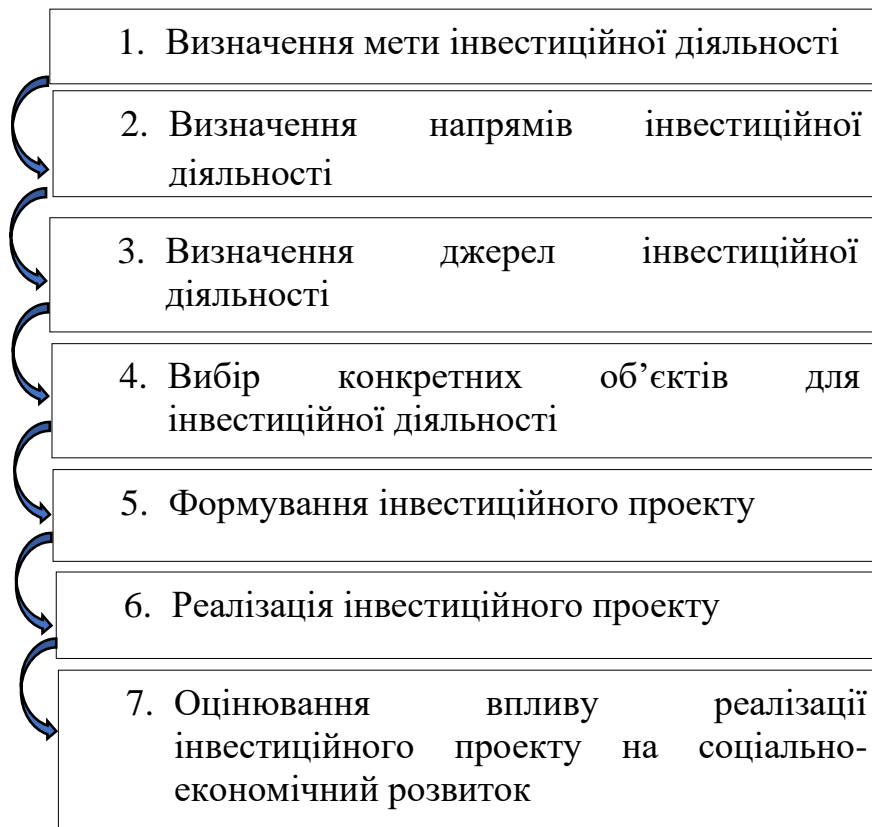 1. Визначення мети інвестиційної діяльності
2. Визначення напрямів інвестиційної
діяльності
3. Визначення джерел інвестиційної
діяльності
4. Вибір конкретних об’єктів для
інвестиційної діяльності
5. Формування інвестиційного проекту
6. Реалізація інвестиційного проекту
7. Оцінювання впливу реалізації
інвестиційного проекту на соціально-
економічний розвиток